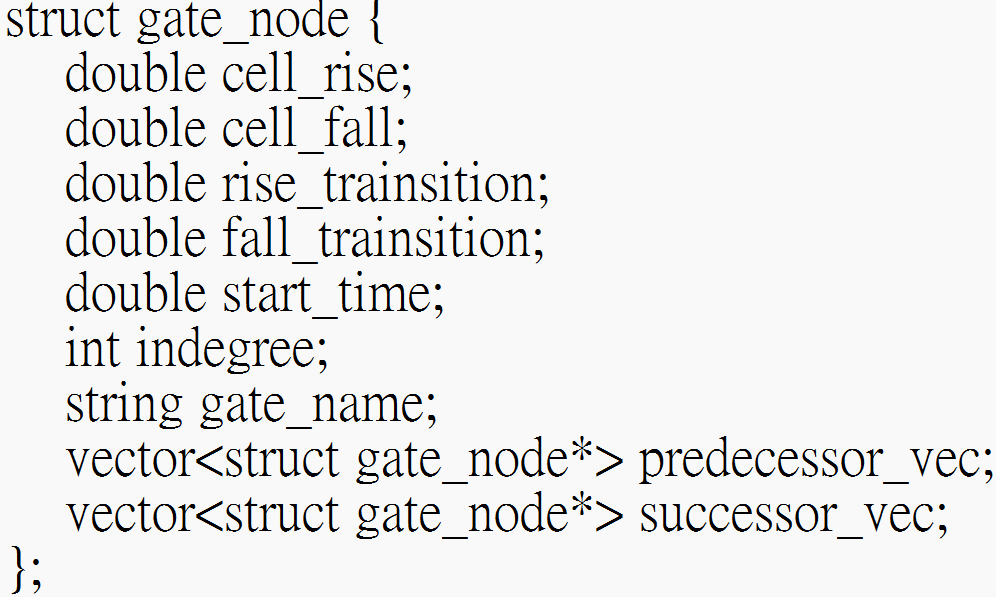 struct gate_node {
    double cell_rise;
    double cell_fall;
    double rise_trainsition;
    double fall_trainsition;
    double start_time;
    int indegree;
    string gate_name;
    vector<struct gate_node*> predecessor_vec;
    vector<struct gate_node*> successor_vec;
};